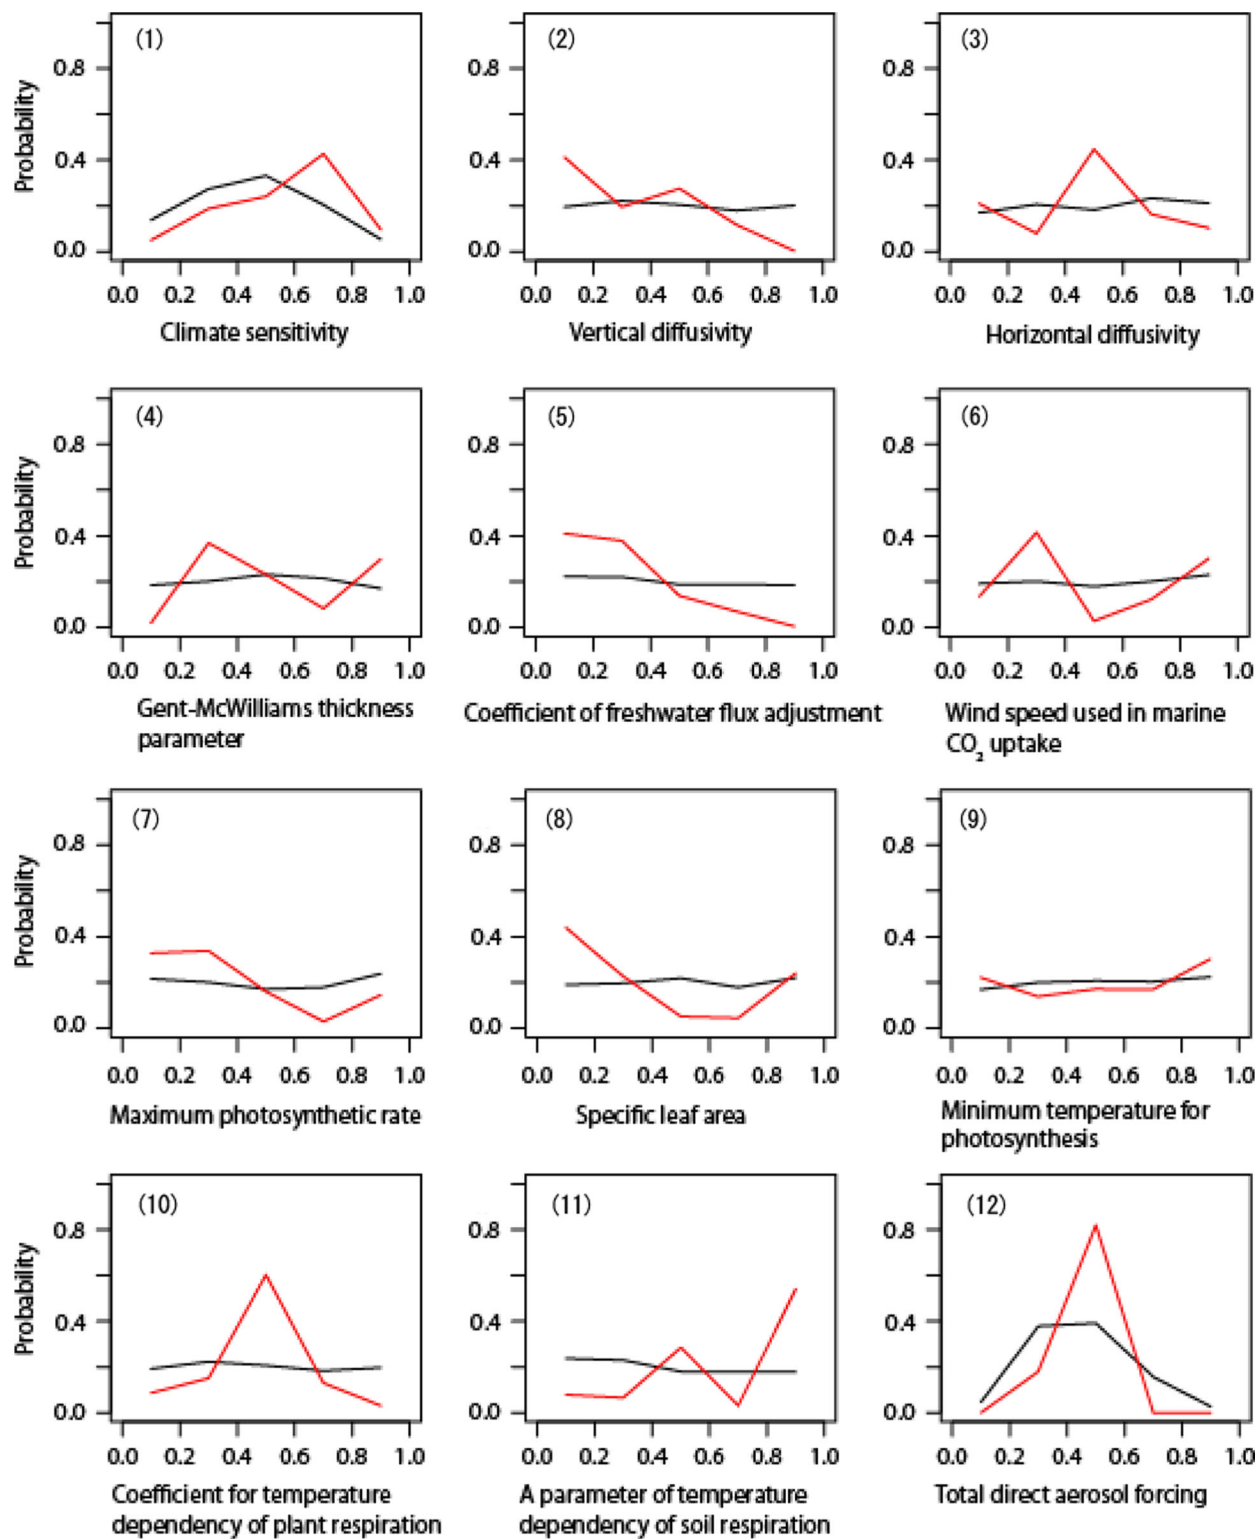 (1)
(2)
(3)
Probability
0.8
0.4
0.0
0.8
0.4
0.0
0.8
0.4
0.0
0.0 0.2 0.4 0.6 0.8 1.0
0.0 0.2 0.4 0.6 0.8 1.0
0.0 0.2 0.4 0.6 0.8 1.0
Climate sensitivity
Vertical diffusivity
Horizontal diffusivity
(4)
(5)
(6)
Probability
0.8
0.4
0.0
0.8
0.4
0.0
0.8
0.4
0.0
0.0 0.2 0.4 0.6 0.8 1.0
0.0 0.2 0.4 0.6 0.8 1.0
0.0 0.2 0.4 0.6 0.8 1.0
Gent-McWilliams thickness
parameter
Coefficient of freshwater flux adjustment
Wind speed used in marine
CO₂ uptake
(7)
(8)
(9)
Probability
0.8
0.4
0.0
0.8
0.4
0.0
0.8
0.4
0.0
0.0 0.2 0.4 0.6 0.8 1.0
0.0 0.2 0.4 0.6 0.8 1.0
0.0 0.2 0.4 0.6 0.8 1.0
Maximum photosynthetic rate
Specific leaf area
Minimum temperature for
photosynthesis
(10)
(11)
(12)
Probability
0.8
0.4
0.0
0.8
0.4
0.0
0.8
0.4
0.0
0.0 0.2 0.4 0.6 0.8 1.0
0.0 0.2 0.4 0.6 0.8 1.0
0.0 0.2 0.4 0.6 0.8 1.0
Coefficient for temperature
dependency of plant respiration
A parameter of temperature
dependency of soil respiration
Total direct aerosol forcing